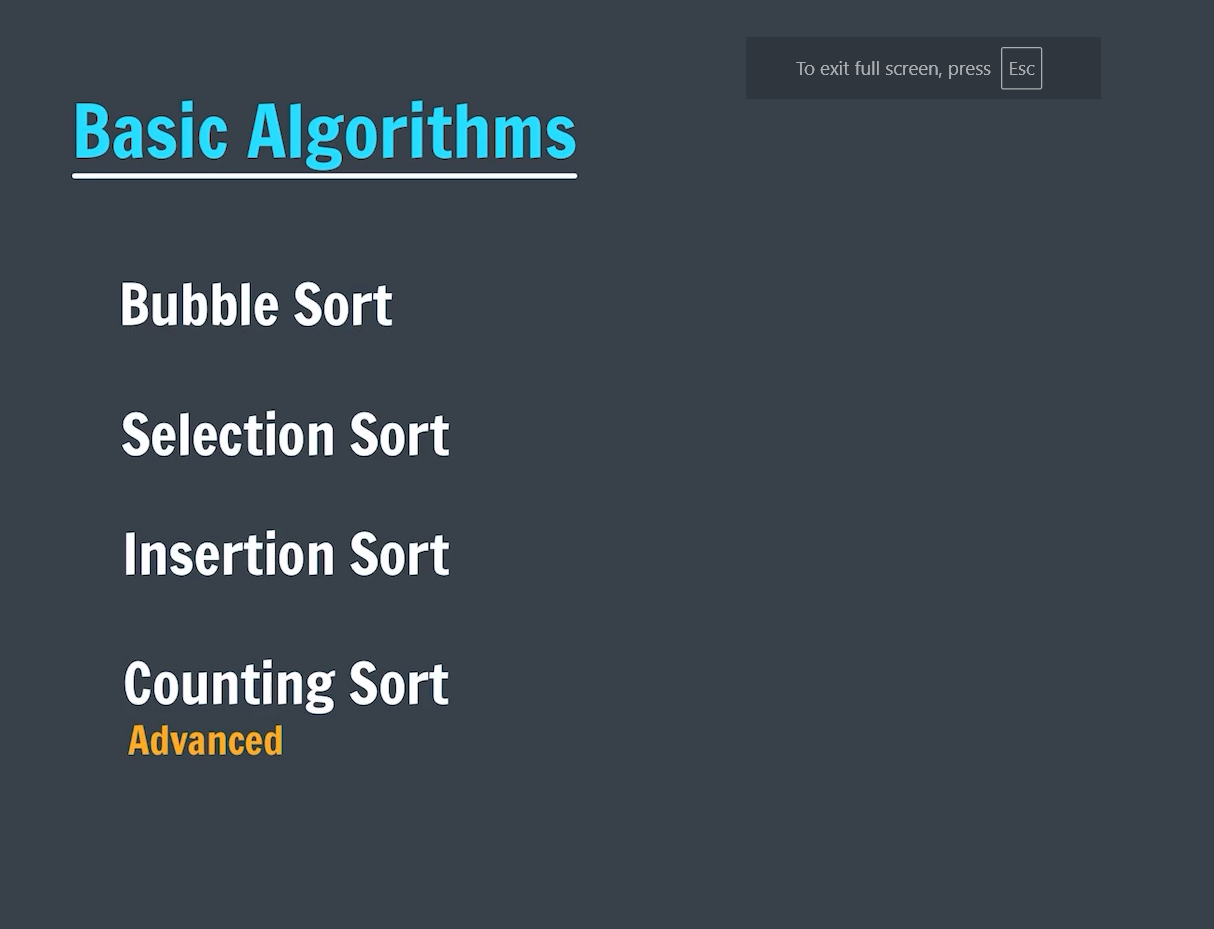 To exit full screen, press Esc
Basic Algorithms
Bubble Sort
Selection Sort
Insertion Sort
Counting Sort
Advanced